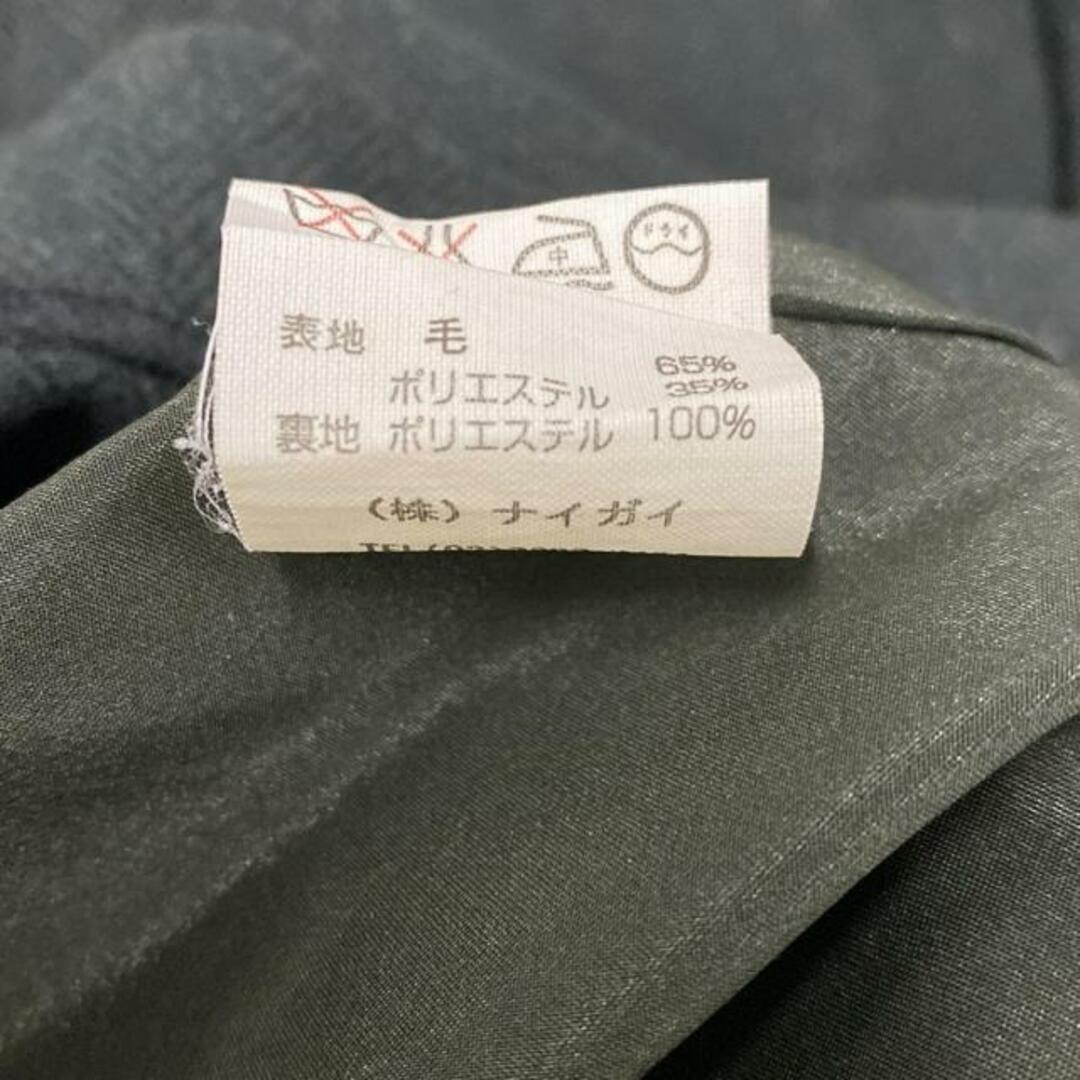 中 ドライ
表地 毛 65%
ポリエステル 35%
裏地 ポリエステル 100%
(株) ナイガイ